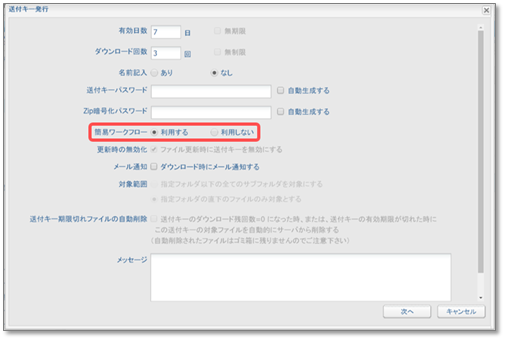 送付キー発行
有効日数 7 日 無期限
ダウンロード回数 3 回 無制限
名前記入 あり なし
送付キーパスワード 自動生成する
Zip暗号化パスワード 自動生成する
簡易ワークフロー 利用する 利用しない
更新時の無効化 ファイル更新時に送付キーを無効にする
メール通知 ダウンロード時にメール通知する
対象範囲 指定フォルダ以下の全てのサブフォルダを対象にする
指定フォルダの直下のファイルのみ対象とする
送付キー期限切れファイルの自動削除 送付キーのダウンロード残回数=0 になった時、または、送付キーの有効期限が切れた時に
この送付キーの対象ファイルを自動的にサーバから削除する
（自動削除されたファイルはゴミ箱に残りませんのでご注意下さい）
メッセージ
次へ キャンセル